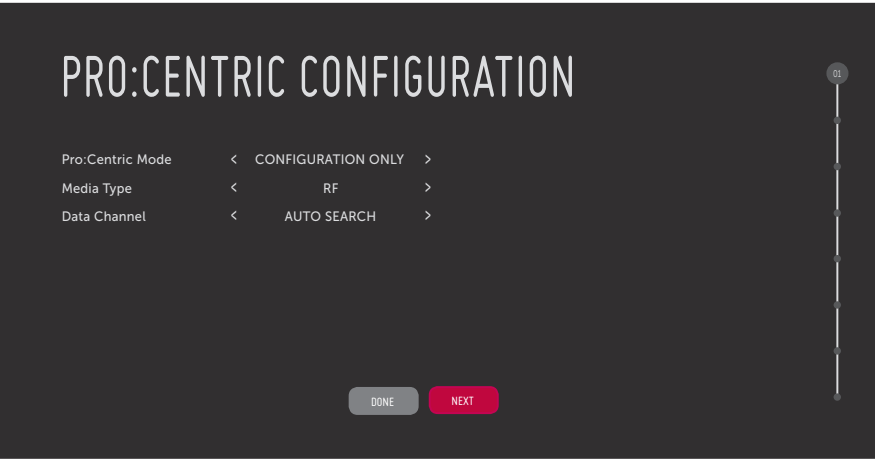 PRO:CENTRIC CONFIGURATION
01
Pro:Centric Mode < CONFIGURATION ONLY >
Media Type < RF >
Data Channel < AUTO SEARCH >
DONE NEXT